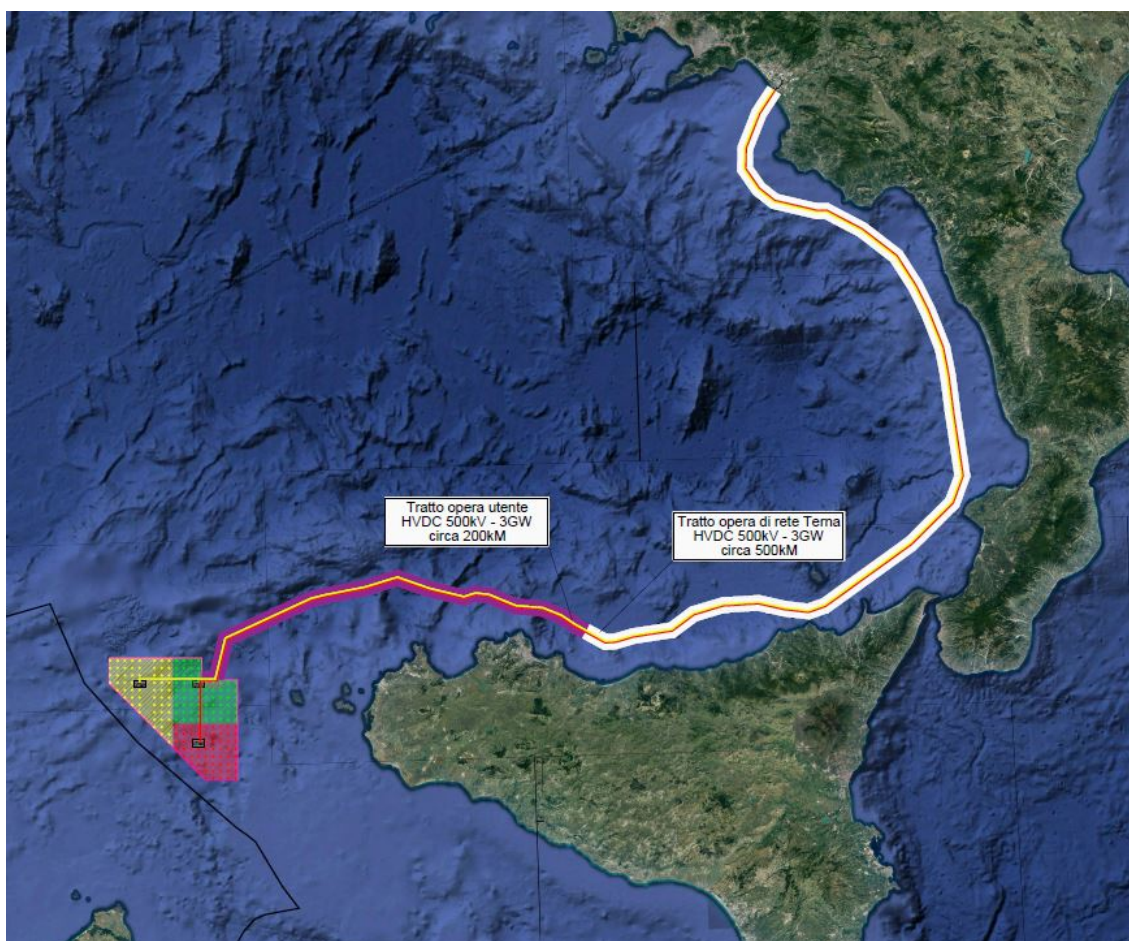 Tratto opera utente
HVDC 500kV - 3GW
circa 200kM
Tratto opera di rete Terna
HVDC 500kV - 3GW
circa 500kM